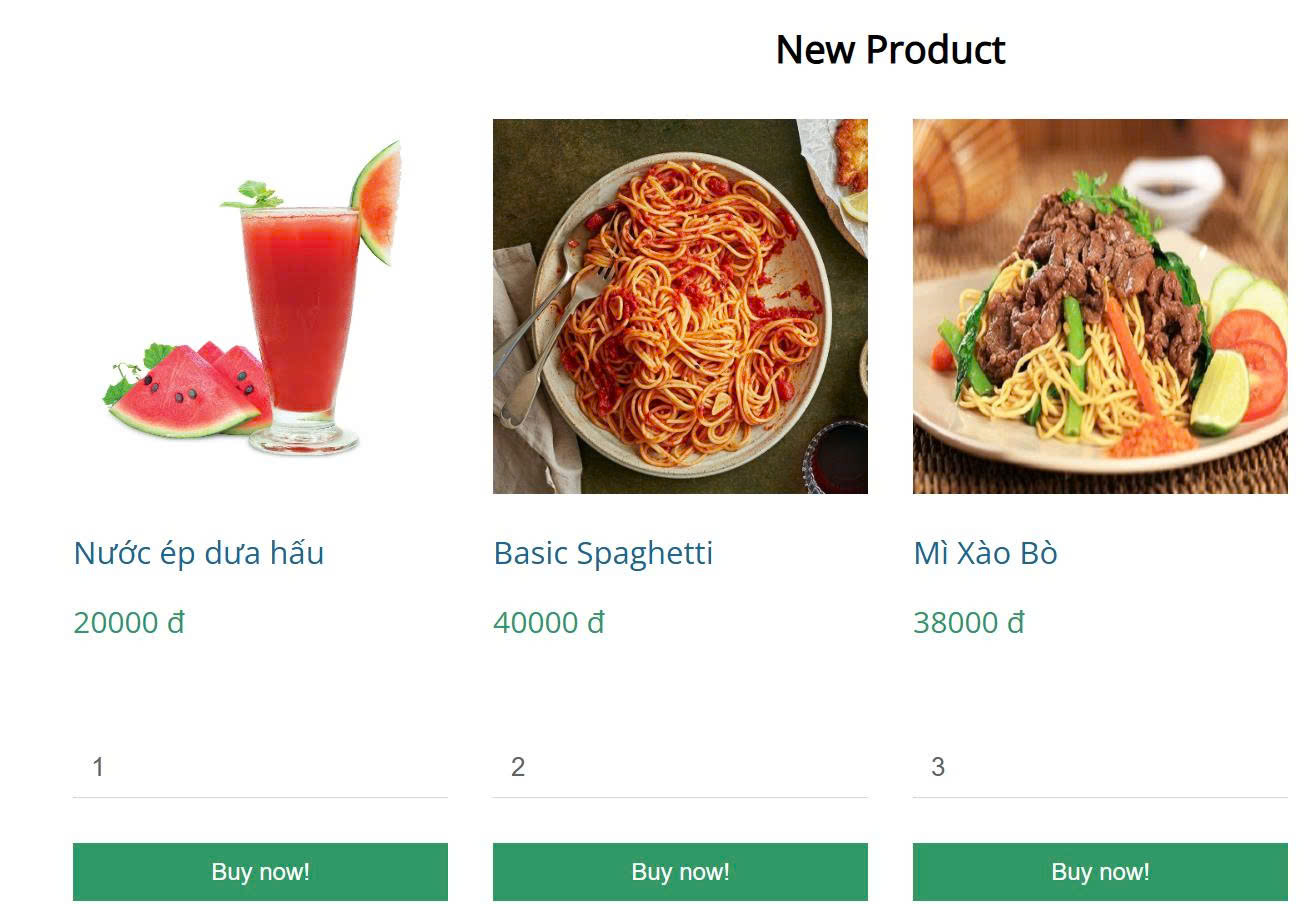 New Product
Nước ép dưa hấu
Basic Spaghetti
Mì Xào Bò
20000 đ
40000 đ
38000 đ
1
2
3
Buy now!
Buy now!
Buy now!